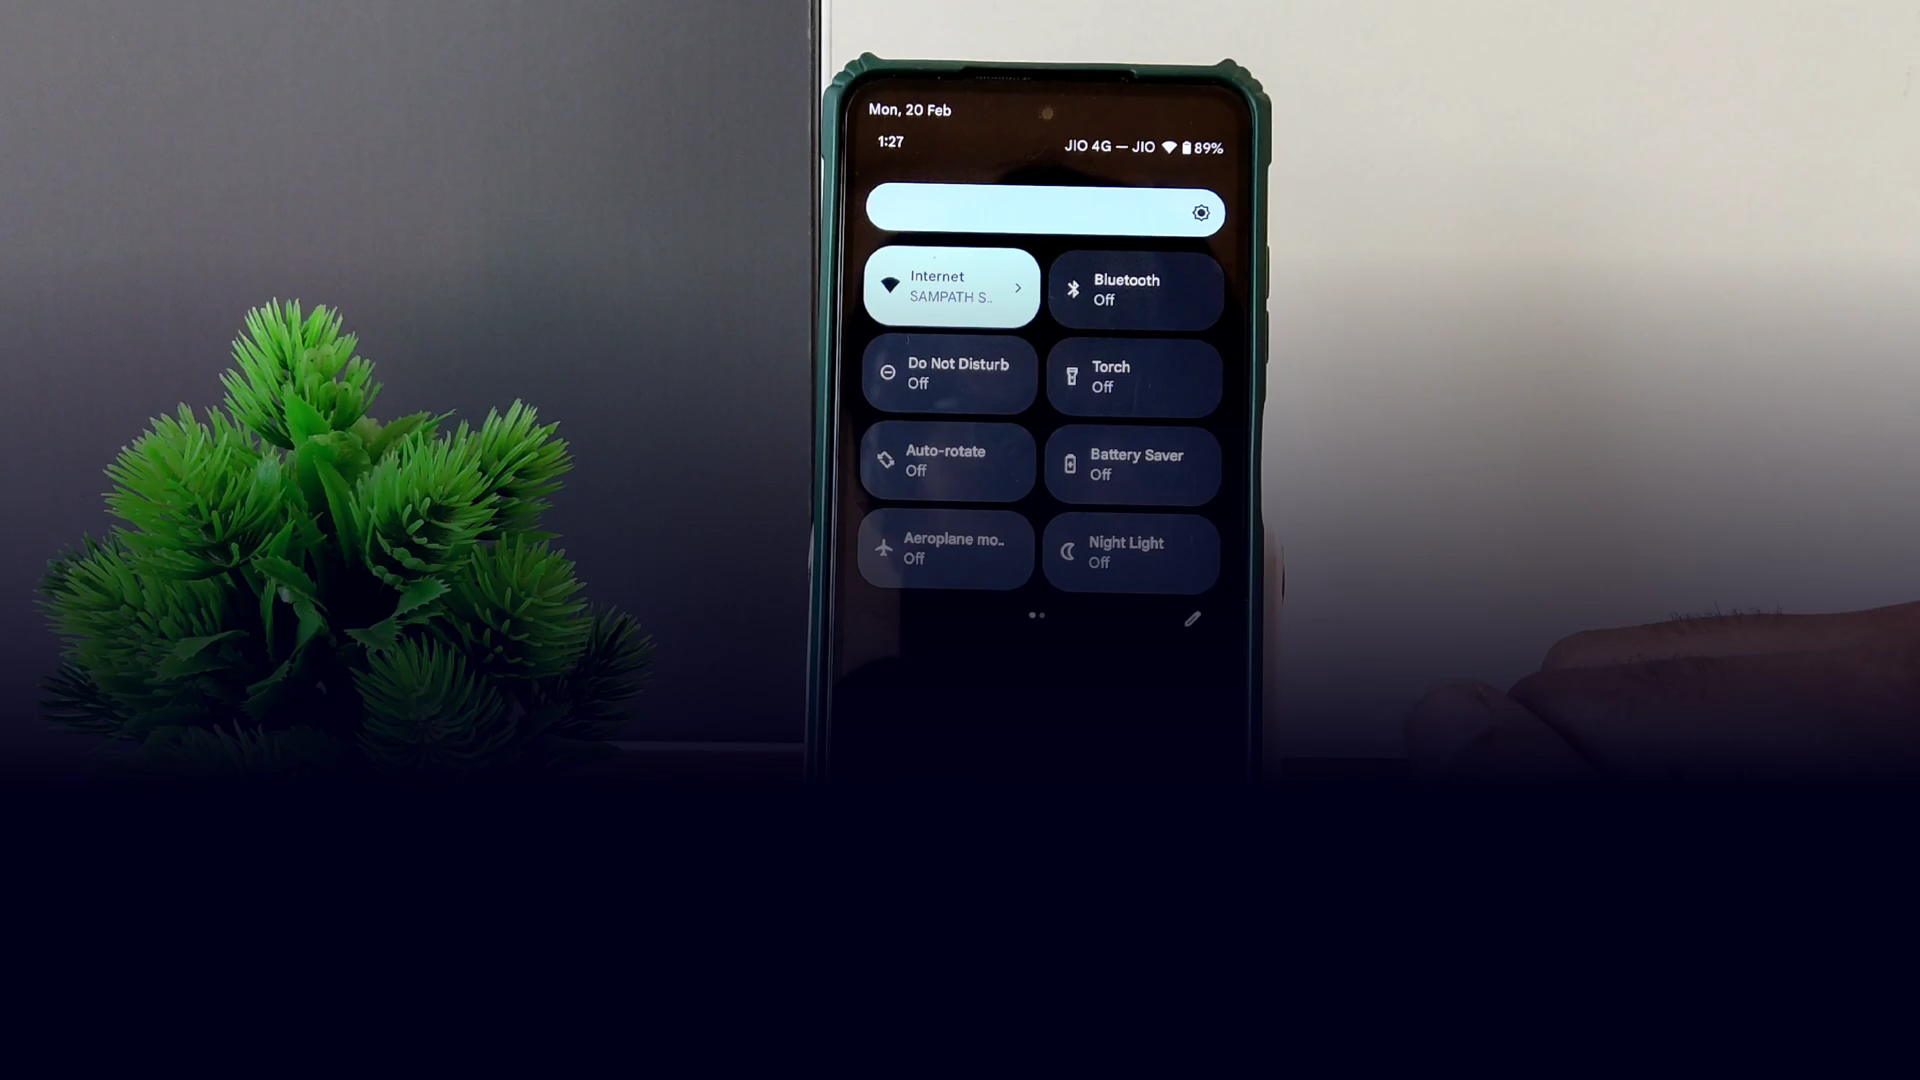 Mon, 20 Feb
1:27
JIO 4G — JIO 89%
Internet
SAMPATH S..
Bluetooth
Off
Do Not Disturb
Off
Torch
Off
Auto-rotate
Off
Battery Saver
Off
Aeroplane mo..
Off
Night Light
Off